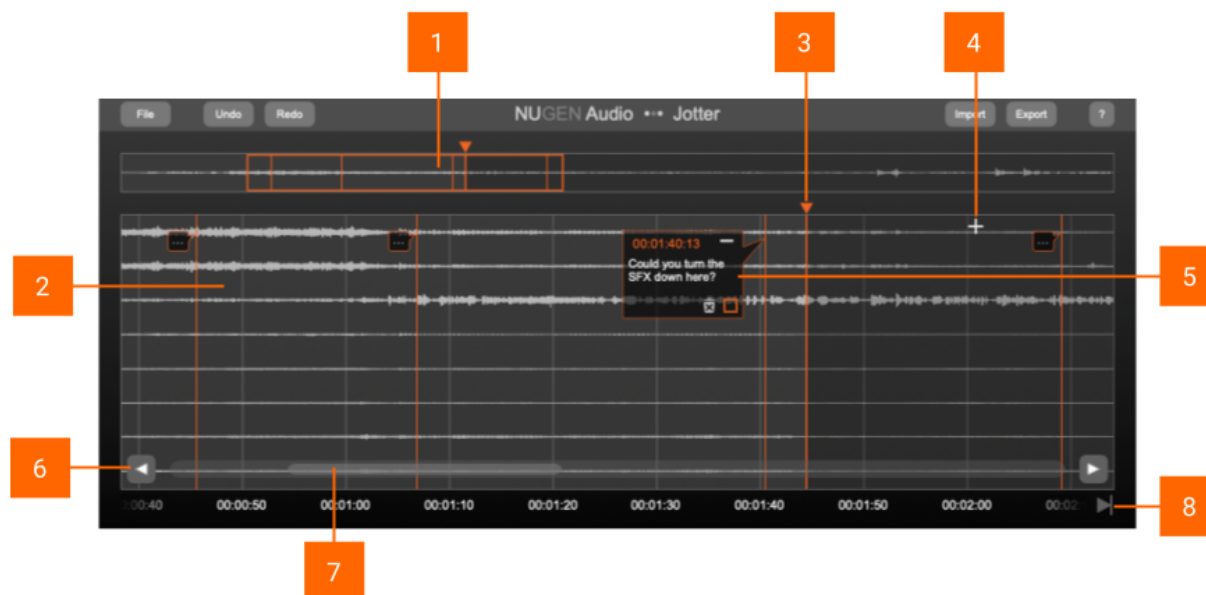 1
3
4
File Undo Redo NUGEN Audio Jotter Import Export ?
00:01:40:13
Could you turn the
SFX down here?
2
5
6
00:00:50 00:01:00 00:01:10 00:01:20 00:01:30 00:01:40 00:01:50 00:02:00
8
7